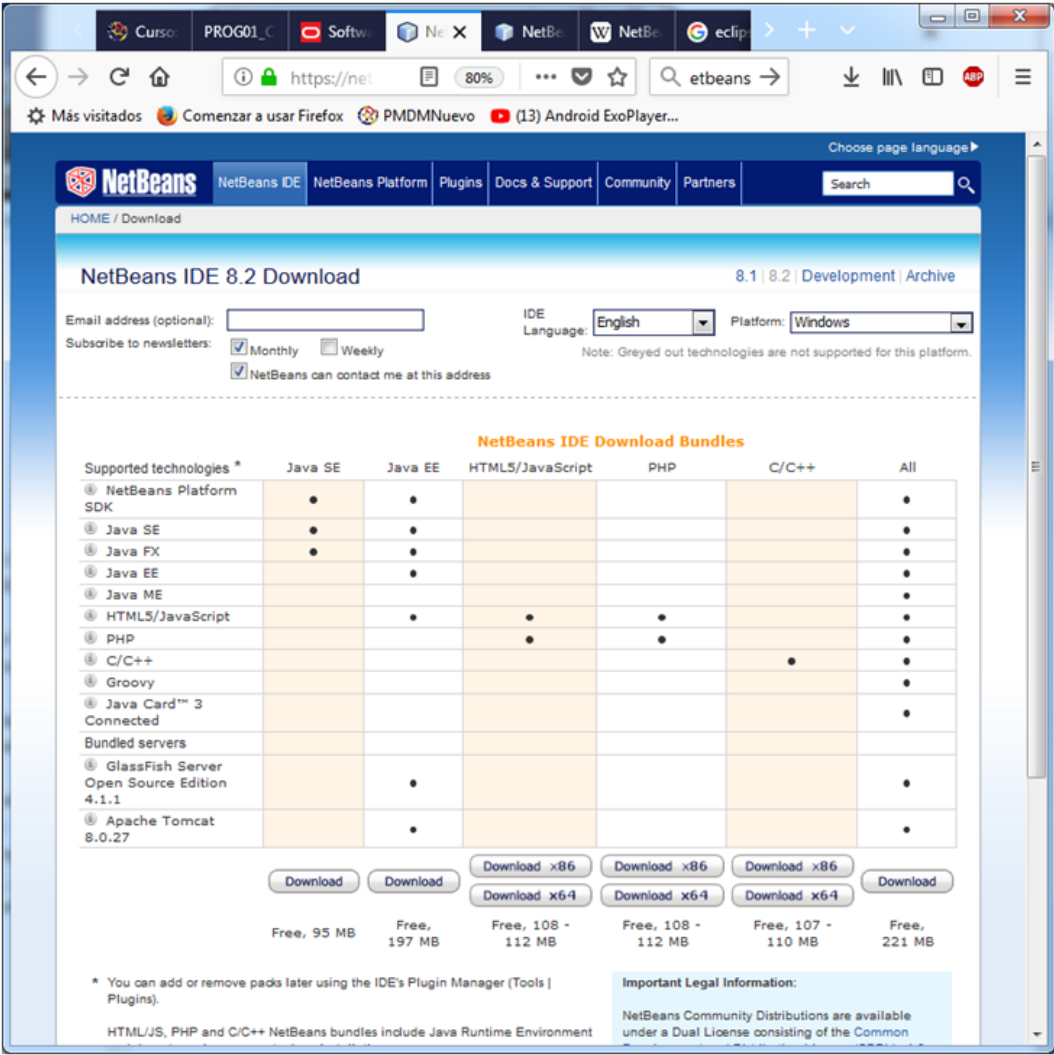 Curso:
PROG01_C
Softwa
Ne
NetBe
NetBe
eclips
https://net
80%
etbeans
ABP
Más visitados
Comenzar a usar Firefox
PMDMNuevo
(13) Android ExoPlayer...
Choose page language
NetBeans
NetBeans IDE
NetBeans Platform
Plugins
Docs & Support
Community
Partners
Search
HOME / Download
NetBeans IDE 8.2 Download
8.1 | 8.2 | Development | Archive
Email address (optional):
IDE Language:
English
Platform:
Windows
Subscribe to newsletters:
Monthly
Weekly
Note: Greyed out technologies are not supported for this platform.
NetBeans can contact me at this address
NetBeans IDE Download Bundles
Supported technologies * Java SE Java EE HTML5/JavaScript PHP C/C++ All
NetBeans Platform SDK • • •
Java SE • • •
Java FX • • •
Java EE • •
Java ME •
HTML5/JavaScript • • • •
PHP • • •
C/C++ • •
Groovy •
Java Card™ 3 Connected •
Bundled servers
GlassFish Server Open Source Edition 4.1.1 • •
Apache Tomcat 8.0.27 • •
Download Download Download x86 Download x86 Download x86 Download
Download x64 Download x64 Download x64
Free, 95 MB
Free, 197 MB
Free, 108 - 112 MB
Free, 108 - 112 MB
Free, 107 - 110 MB
Free, 221 MB
* You can add or remove packs later using the IDE's Plugin Manager (Tools |
Plugins).
HTML/JS, PHP and C/C++ NetBeans bundles include Java Runtime Environment
Important Legal Information:
NetBeans Community Distributions are available
under a Dual License consisting of the Common